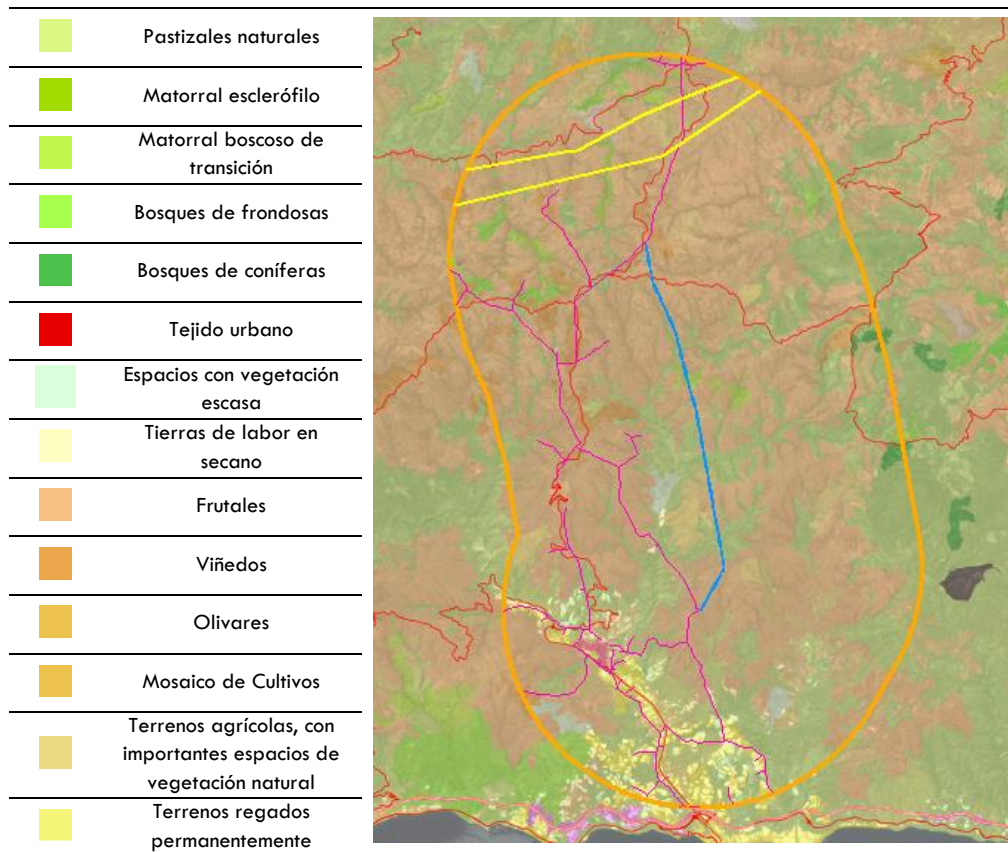 Pastizales naturales
Matorral esclerófilo
Matorral boscoso de
transición
Bosques de frondosas
Bosques de coníferas
Tejido urbano
Espacios con vegetación
escasa
Tierras de labor en
secano
Frutales
Viñedos
Olivares
Mosaico de Cultivos
Terrenos agrícolas, con
importantes espacios de
vegetación natural
Terrenos regados
permanentemente